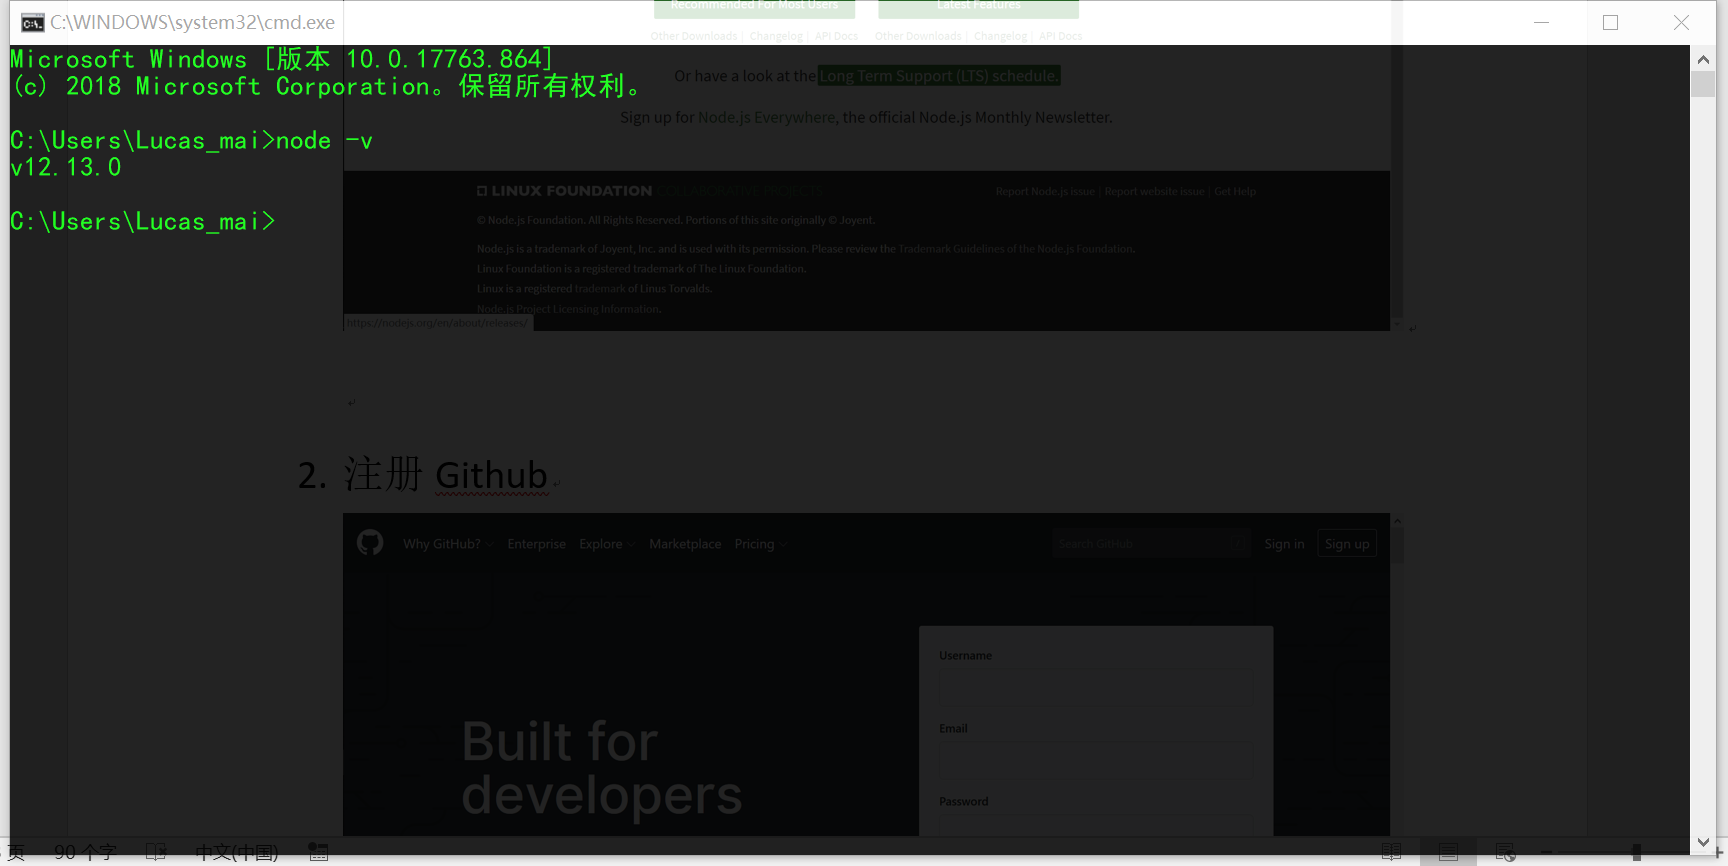 C:\WINDOWS\system32\cmd.exe
Microsoft Windows [版本 10.0.17763.864]
(c) 2018 Microsoft Corporation。保留所有权利。
C:\Users\Lucas_mai>node -v
v12.13.0
C:\Users\Lucas_mai>
Recommended For Most Users
Latest Features
Other Downloads | Changelog | API Docs
Other Downloads | Changelog | API Docs
Or have a look at the Long Term Support (LTS) schedule.
Sign up for Node.js Everywhere, the official Node.js Monthly Newsletter.
LINUX FOUNDATION COLLABORATIVE PROJECTS
Report Node.js issue | Report website issue | Get Help
© Node.js Foundation. All Rights Reserved. Portions of this site originally © Joyent.
Node.js is a trademark of Joyent, Inc. and is used with its permission. Please review the Trademark Guidelines of the Node.js Foundation.
Linux Foundation is a registered trademark of The Linux Foundation.
Linux is a registered trademark of Linus Torvalds.
Node.js Project Licensing Information.
https://nodejs.org/en/about/releases/
2. 注册 Github
Why GitHub? Enterprise Explore Marketplace Pricing
Search GitHub
Sign in
Sign up
Username
Email
Password
Built for
developers
页
90 个字
中文(中国)